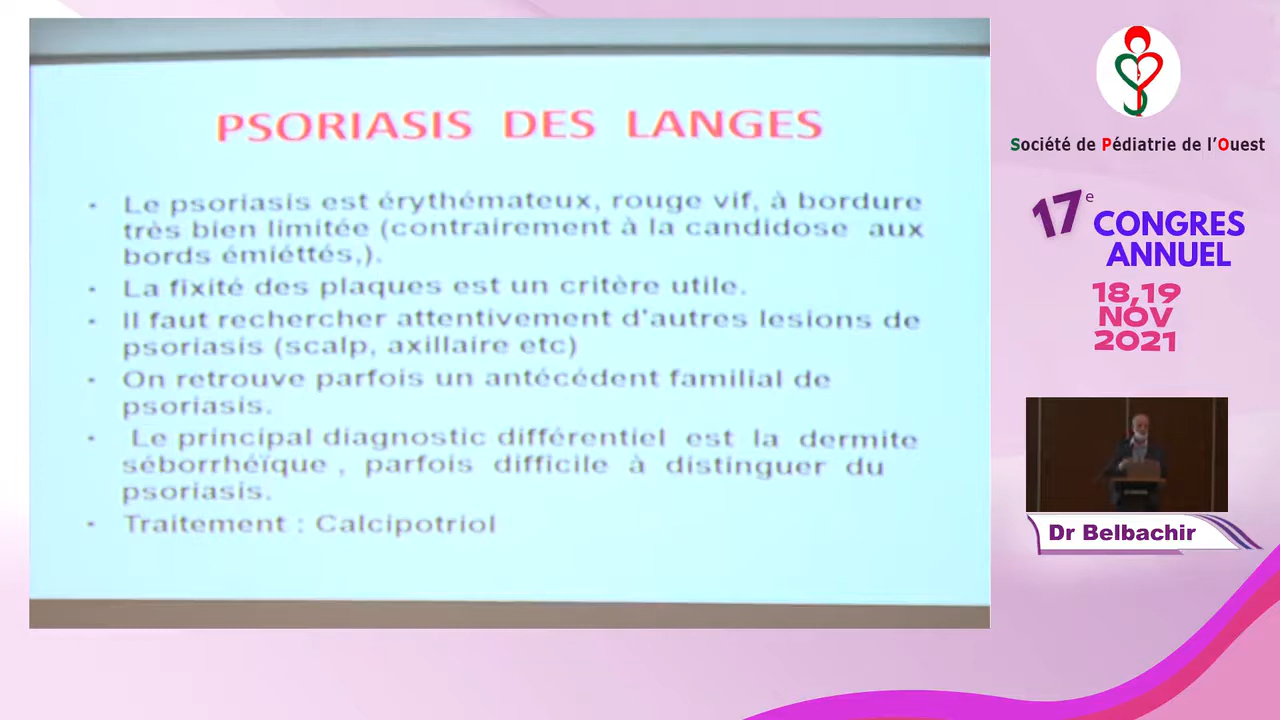 PSORIASIS DES LANGES
• Le psoriasis est érythémateux, rouge vif, à bordure
très bien limitée (contrairement à la candidose aux
bords émiéttés,).
• La fixité des plaques est un critère utile.
• Il faut rechercher attentivement d'autres lesions de
psoriasis (scalp, axillaire etc)
• On retrouve parfois un antécédent familial de
psoriasis.
• Le principal diagnostic différentiel est la dermite
séborrhéïque , parfois difficile à distinguer du
psoriasis.
• Traitement : Calcipotriol
Société de Pédiatrie de l'Ouest
17e CONGRES
ANNUEL
18,19
NOV
2021
Dr Belbachir